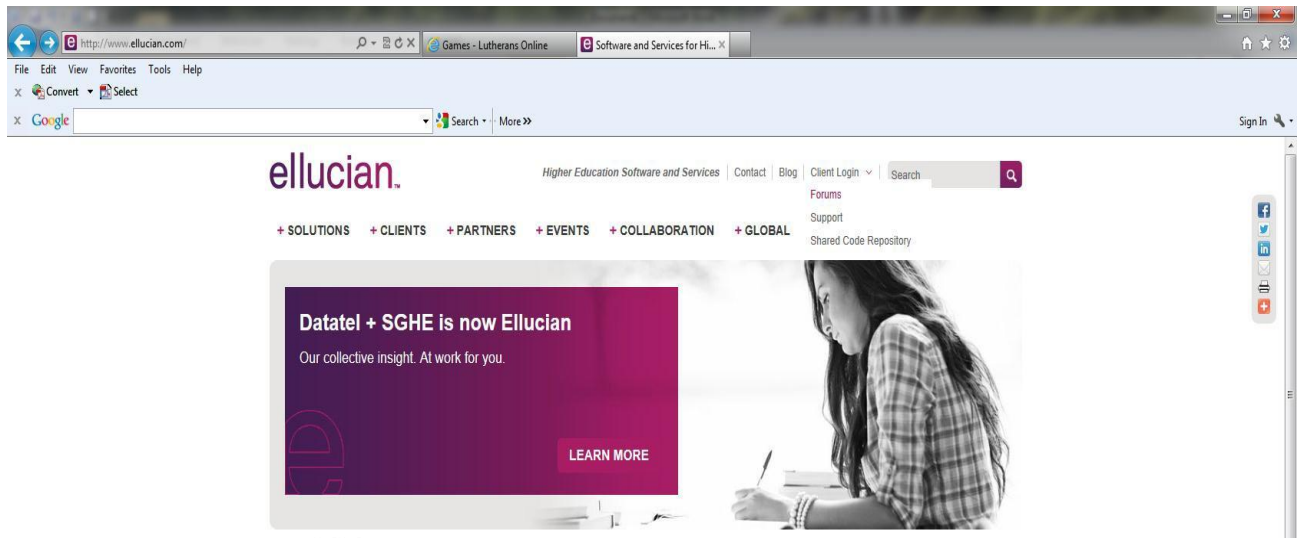 http://www.ellucian.com/
Games - Lutherans Online
Software and Services for Hi...
File Edit View Favorites Tools Help
x Convert Select
x Google Search More >> Sign In
ellucian™
Higher Education Software and Services | Contact | Blog | Client Login | Search
Forums
Support
Shared Code Repository
+ SOLUTIONS + CLIENTS + PARTNERS + EVENTS + COLLABORATION + GLOBAL
Datatel + SGHE is now Ellucian
Our collective insight. At work for you.
LEARN MORE